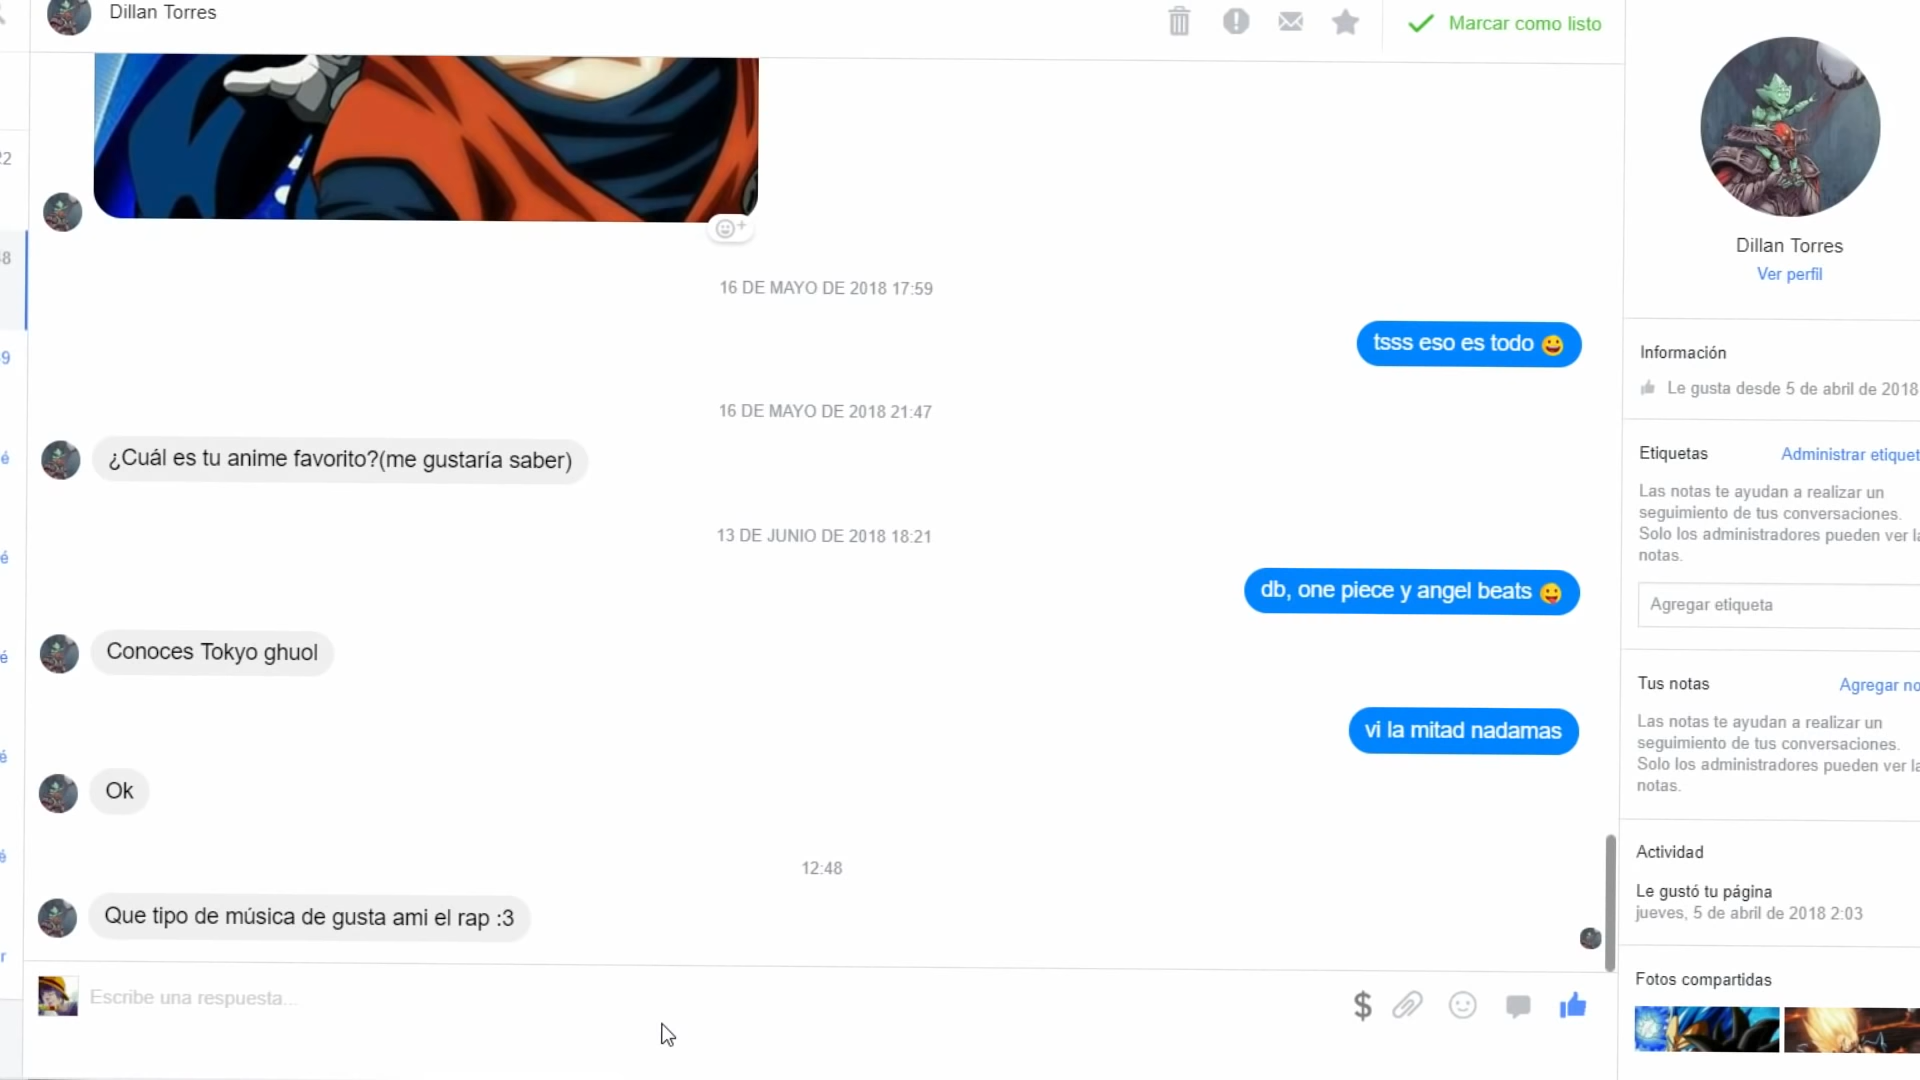 Dillan Torres
Marcar como listo
16 DE MAYO DE 2018 17:59
tsss eso es todo 😀
16 DE MAYO DE 2018 21:47
¿Cuál es tu anime favorito?(me gustaría saber)
13 DE JUNIO DE 2018 18:21
db, one piece y angel beats 😜
Conoces Tokyo ghuol
vi la mitad nadamas
Ok
12:48
Que tipo de música de gusta ami el rap :3
Escribe una respuesta...
$
Dillan Torres
Ver perfil
Información
Le gusta desde 5 de abril de 2018
Etiquetas
Administrar etiquet
Las notas te ayudan a realizar un
seguimiento de tus conversaciones.
Solo los administradores pueden ver la
notas.
Agregar etiqueta
Tus notas
Agregar no
Las notas te ayudan a realizar un
seguimiento de tus conversaciones.
Solo los administradores pueden ver la
notas.
Actividad
Le gustó tu página
jueves, 5 de abril de 2018 2:03
Fotos compartidas